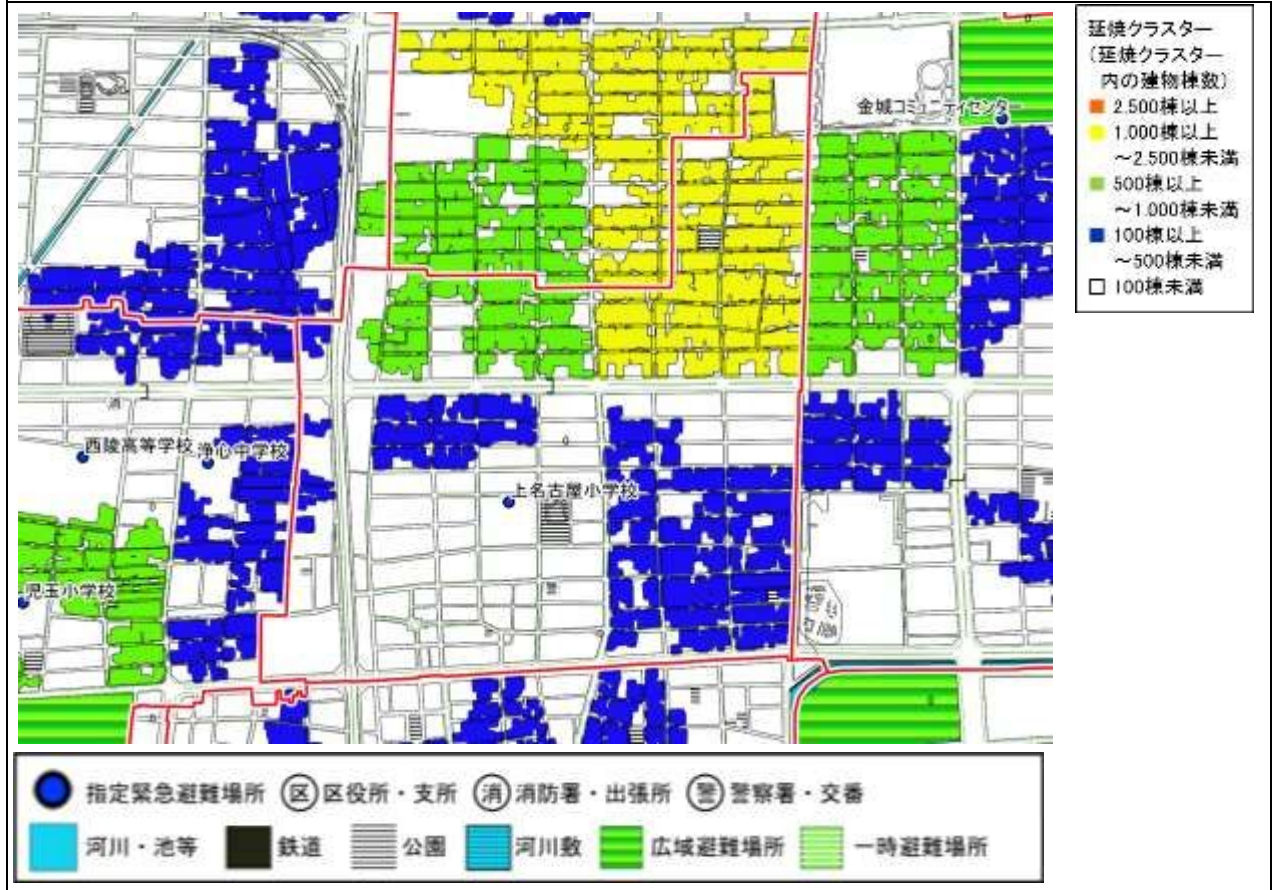 延焼クラスター
(延焼クラスター
内の建物棟数)
2.500棟以上
1.000棟以上
～2.500棟未満
500棟以上
～1.000棟未満
100棟以上
～500棟未満
100棟未満
金城コミュニティセンター
消
西陵高等学校 浄心中学校
上名古屋小学校
児玉小学校
指定緊急避難場所 区 区役所・支所 消 消防署・出張所 警 警察署・交番
河川・池等 鉄道 公園 河川敷 広域避難場所 一時避難場所